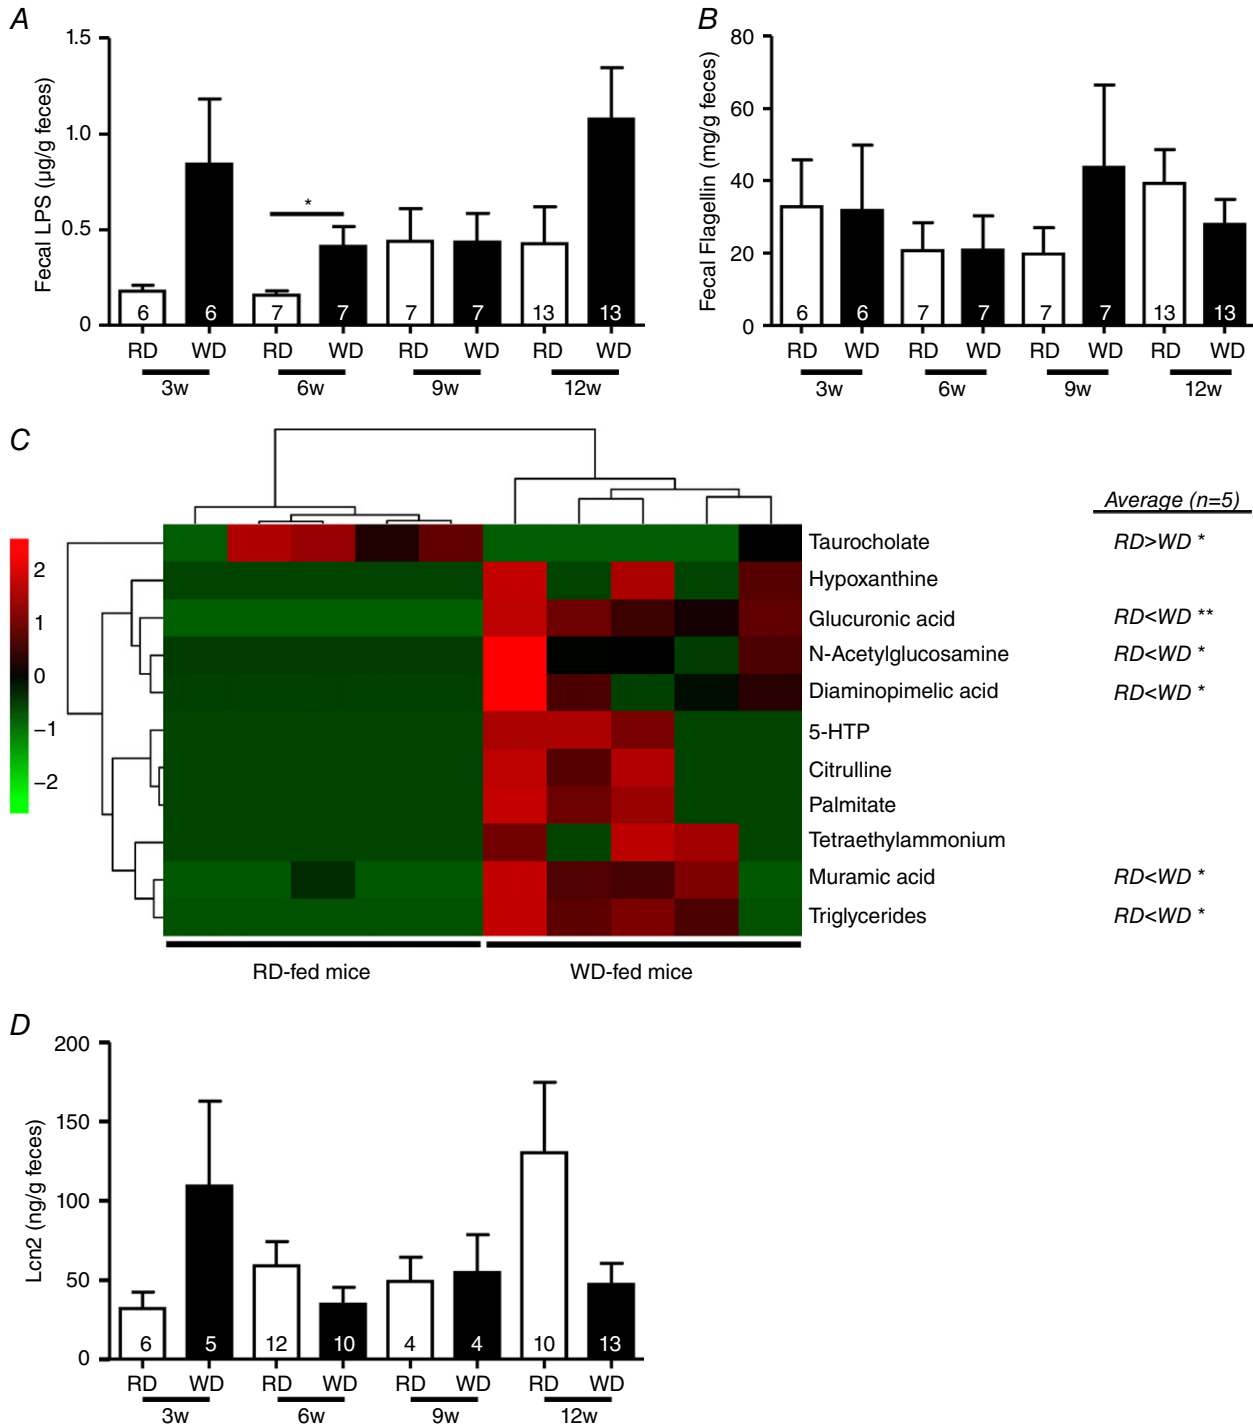 A
Fecal LPS (µg/g feces)
1.5
1.0
0.5
0
*
6 6 7 7 7 7 13 13
RD WD RD WD RD WD RD WD
3w 6w 9w 12w
B
Fecal Flagellin (mg/g feces)
80
60
40
20
0
6 6 7 7 7 7 13 13
RD WD RD WD RD WD RD WD
3w 6w 9w 12w
C
2
1
0
−1
−2
Average (n=5)
Taurocholate RD>WD *
Hypoxanthine
Glucuronic acid RD<WD **
N-Acetylglucosamine RD<WD *
Diaminopimelic acid RD<WD *
5-HTP
Citrulline
Palmitate
Tetraethylammonium
Muramic acid RD<WD *
Triglycerides RD<WD *
RD-fed mice WD-fed mice
D
Lcn2 (ng/g feces)
200
150
100
50
0
6 5 12 10 4 4 10 13
RD WD RD WD RD WD RD WD
3w 6w 9w 12w